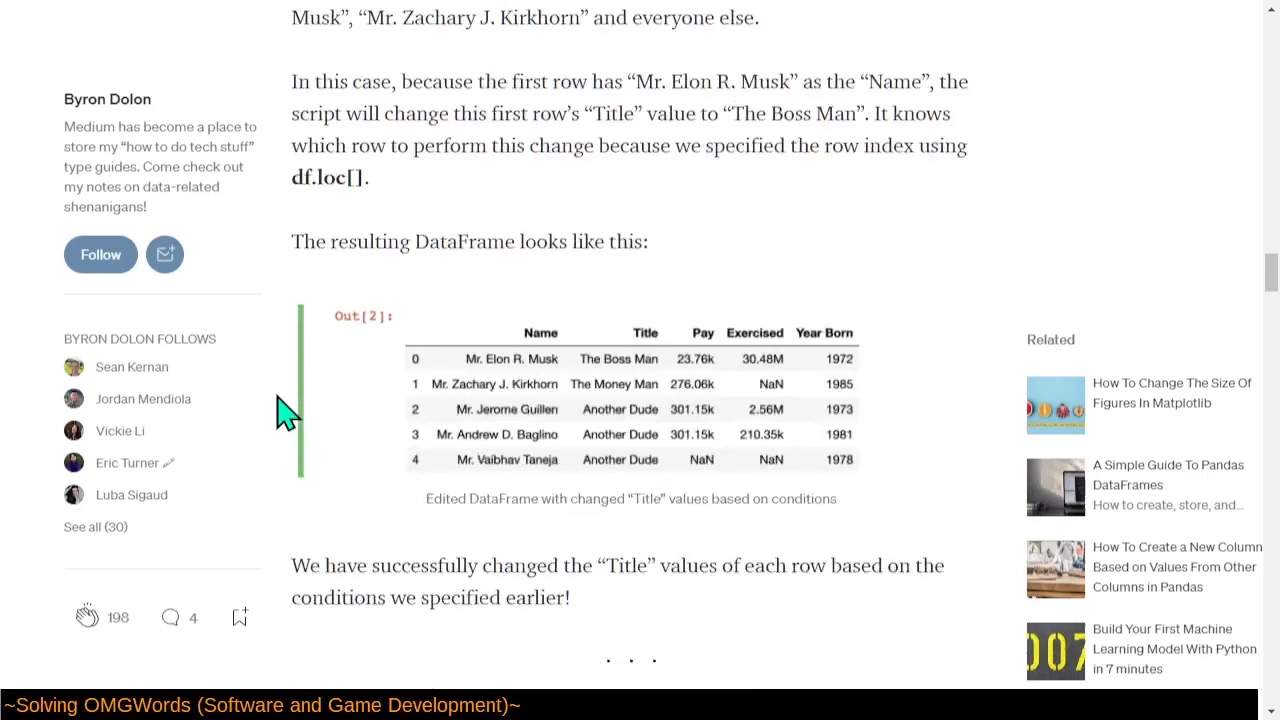 Musk”, “Mr. Zachary J. Kirkhorn” and everyone else.
In this case, because the first row has “Mr. Elon R. Musk” as the “Name”, the
script will change this first row’s “Title” value to “The Boss Man”. It knows
which row to perform this change because we specified the row index using
df.loc[].
The resulting DataFrame looks like this:
Out[2]:
Name Title Pay Exercised Year Born
0 Mr. Elon R. Musk The Boss Man 23.76k 30.48M 1972
1 Mr. Zachary J. Kirkhorn The Money Man 276.06k NaN 1985
2 Mr. Jerome Guillen Another Dude 301.15k 2.56M 1973
3 Mr. Andrew D. Baglino Another Dude 301.15k 210.35k 1981
4 Mr. Vaibhav Taneja Another Dude NaN NaN 1978
Edited DataFrame with changed “Title” values based on conditions
We have successfully changed the “Title” values of each row based on the
conditions we specified earlier!
. . .
Byron Dolon
Medium has become a place to
store my “how to do tech stuff”
type guides. Come check out
my notes on data-related
shenanigans!
Follow
BYRON DOLON FOLLOWS
Sean Kernan
Jordan Mendiola
Vickie Li
Eric Turner
Luba Sigaud
See all (30)
198 4
Related
How To Change The Size Of
Figures In Matplotlib
A Simple Guide To Pandas
DataFrames
How to create, store, and...
How To Create a New Column
Based on Values From Other
Columns in Pandas
007
Build Your First Machine
Learning Model With Python
in 7 minutes
~Solving OMGWords (Software and Game Development)~